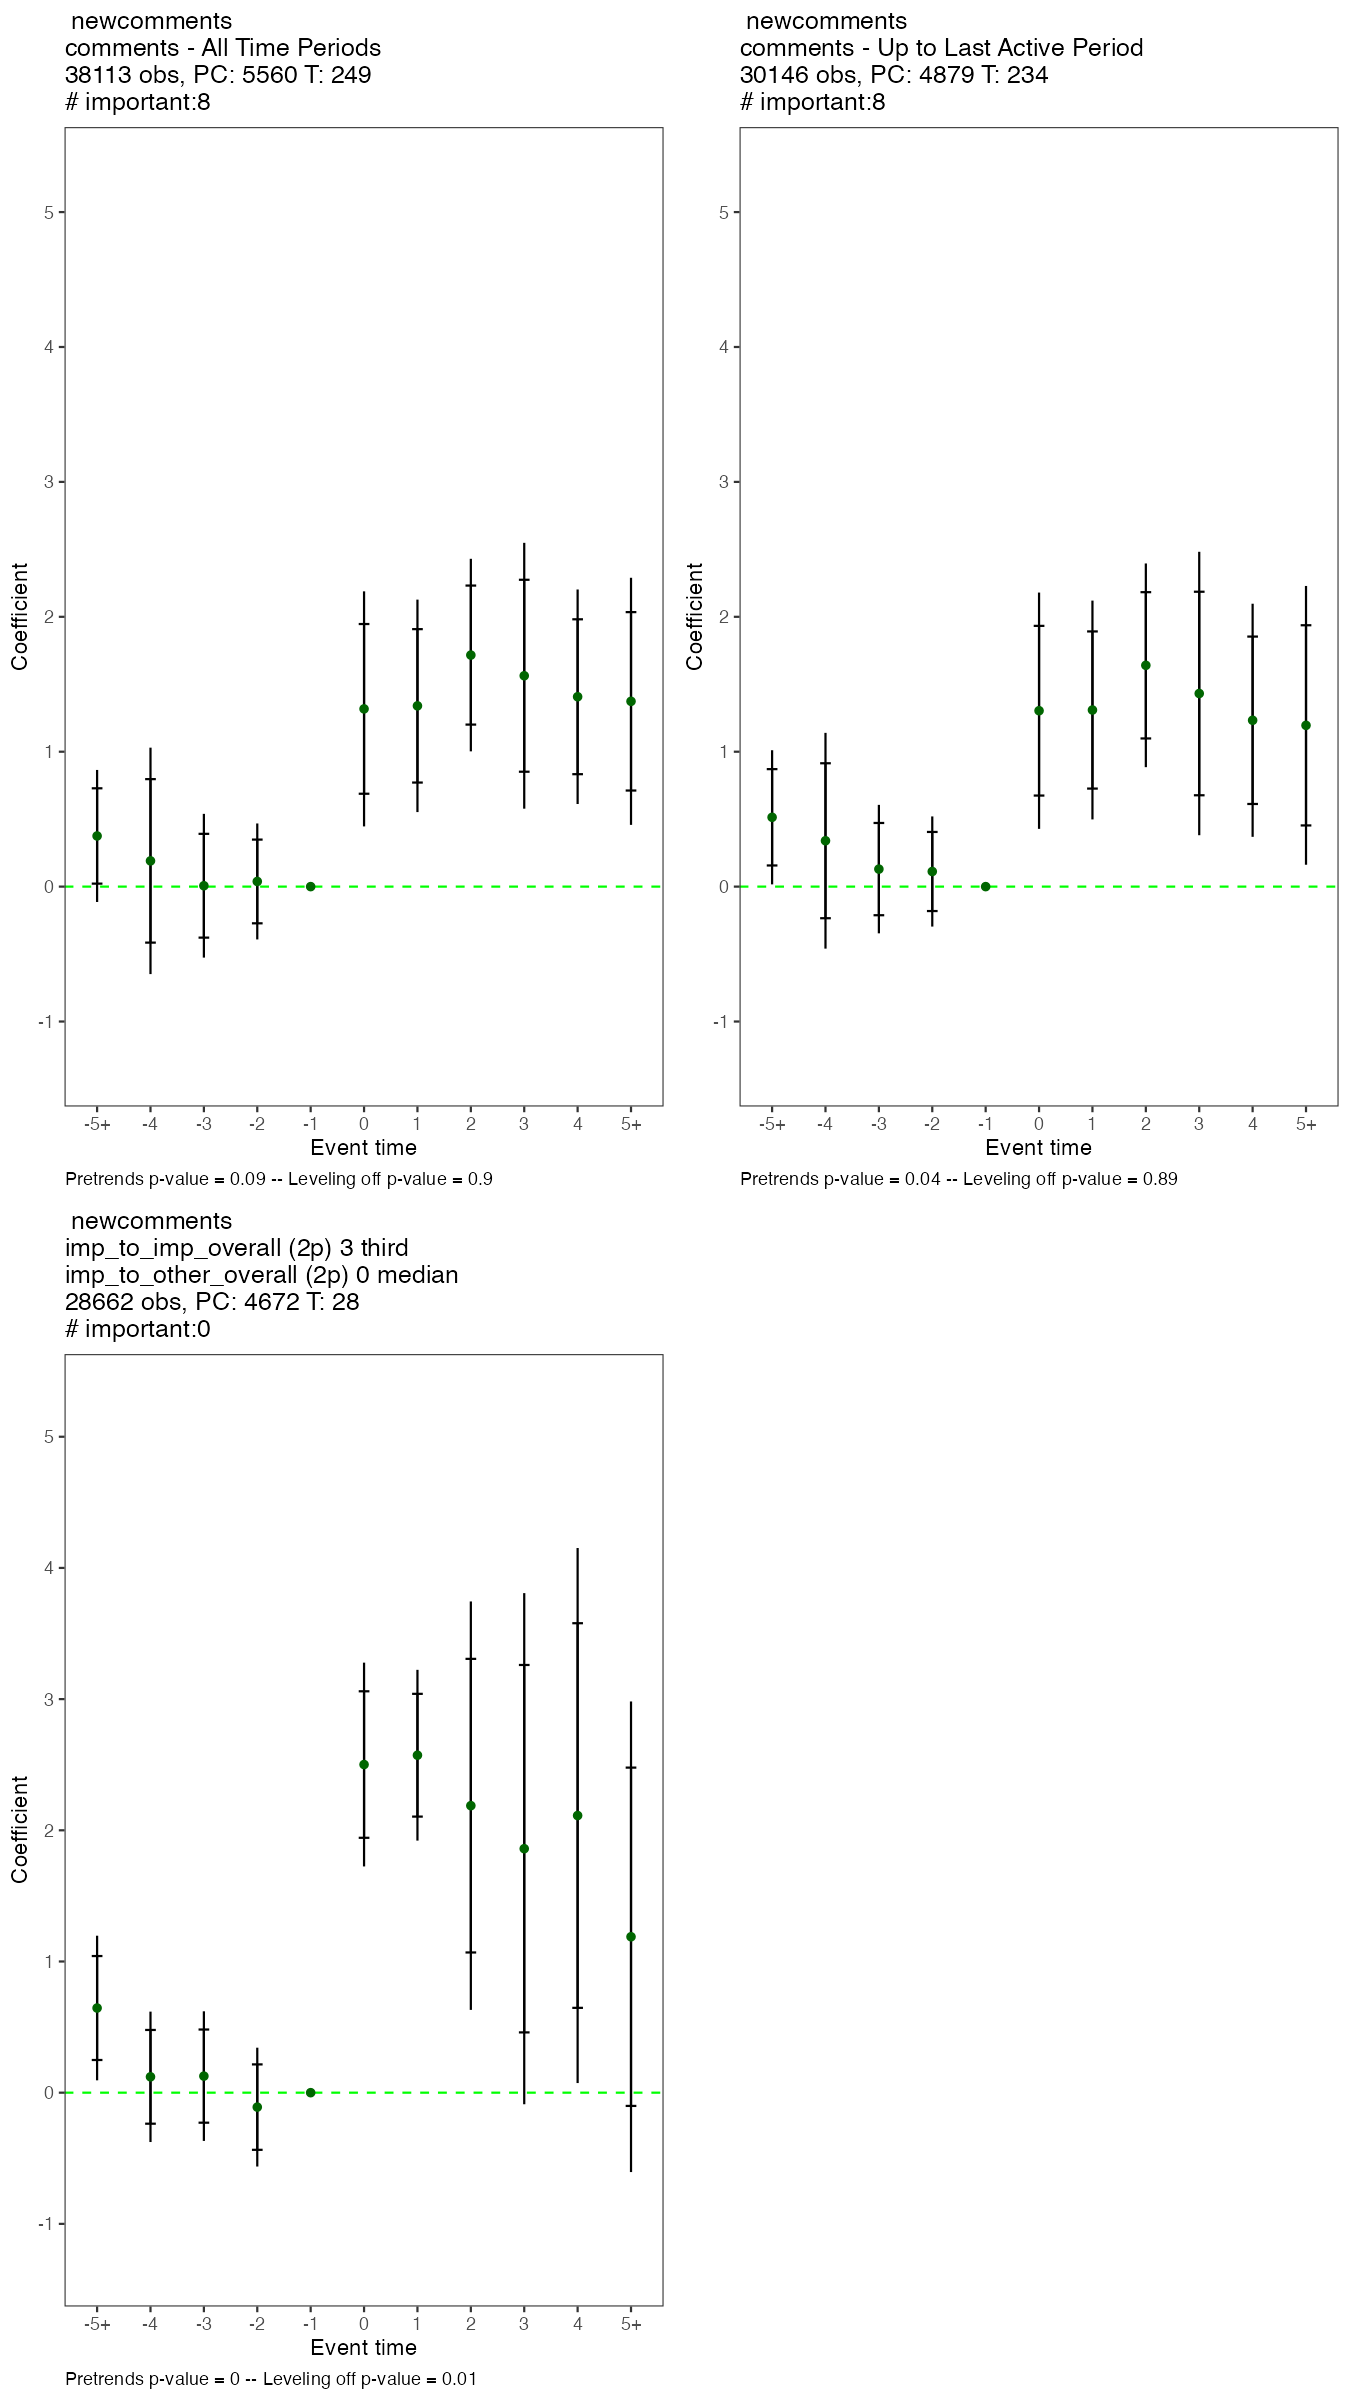 newcomments
comments - All Time Periods
38113 obs, PC: 5560 T: 249
# important:8
Coefficient
5
4
3
2
1
0
-1
-5+ -4 -3 -2 -1 0 1 2 3 4 5+
Event time
Pretrends p-value = 0.09 -- Leveling off p-value = 0.9
newcomments
comments - Up to Last Active Period
30146 obs, PC: 4879 T: 234
# important:8
Coefficient
5
4
3
2
1
0
-1
-5+ -4 -3 -2 -1 0 1 2 3 4 5+
Event time
Pretrends p-value = 0.04 -- Leveling off p-value = 0.89
newcomments
imp_to_imp_overall (2p) 3 third
imp_to_other_overall (2p) 0 median
28662 obs, PC: 4672 T: 28
# important:0
Coefficient
5
4
3
2
1
0
-1
-5+ -4 -3 -2 -1 0 1 2 3 4 5+
Event time
Pretrends p-value = 0 -- Leveling off p-value = 0.01